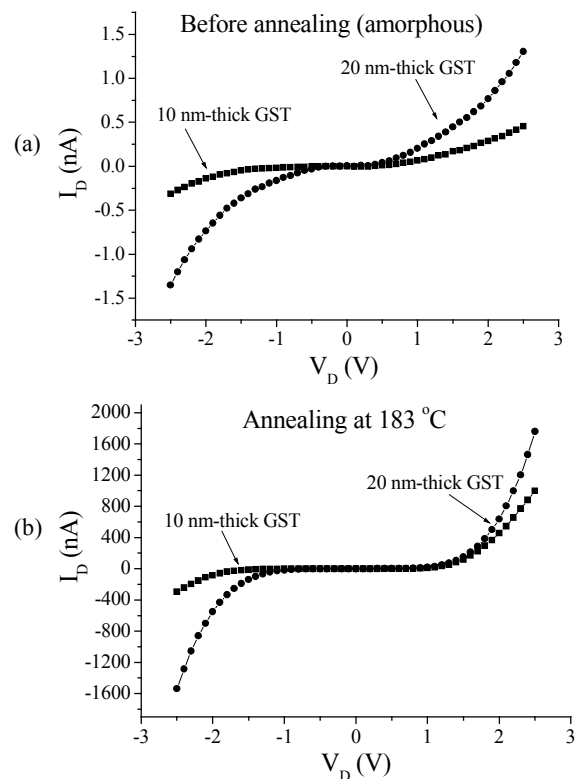 (a)
Before annealing (amorphous)
20 nm-thick GST
10 nm-thick GST
I_D (nA)
1.5
1.0
0.5
0.0
-0.5
-1.0
-1.5
-3 -2 -1 0 1 2 3
V_D (V)
(b)
Annealing at 183 °C
20 nm-thick GST
10 nm-thick GST
I_D (nA)
2000
1600
1200
800
400
0
-400
-800
-1200
-1600
-3 -2 -1 0 1 2 3
V_D (V)